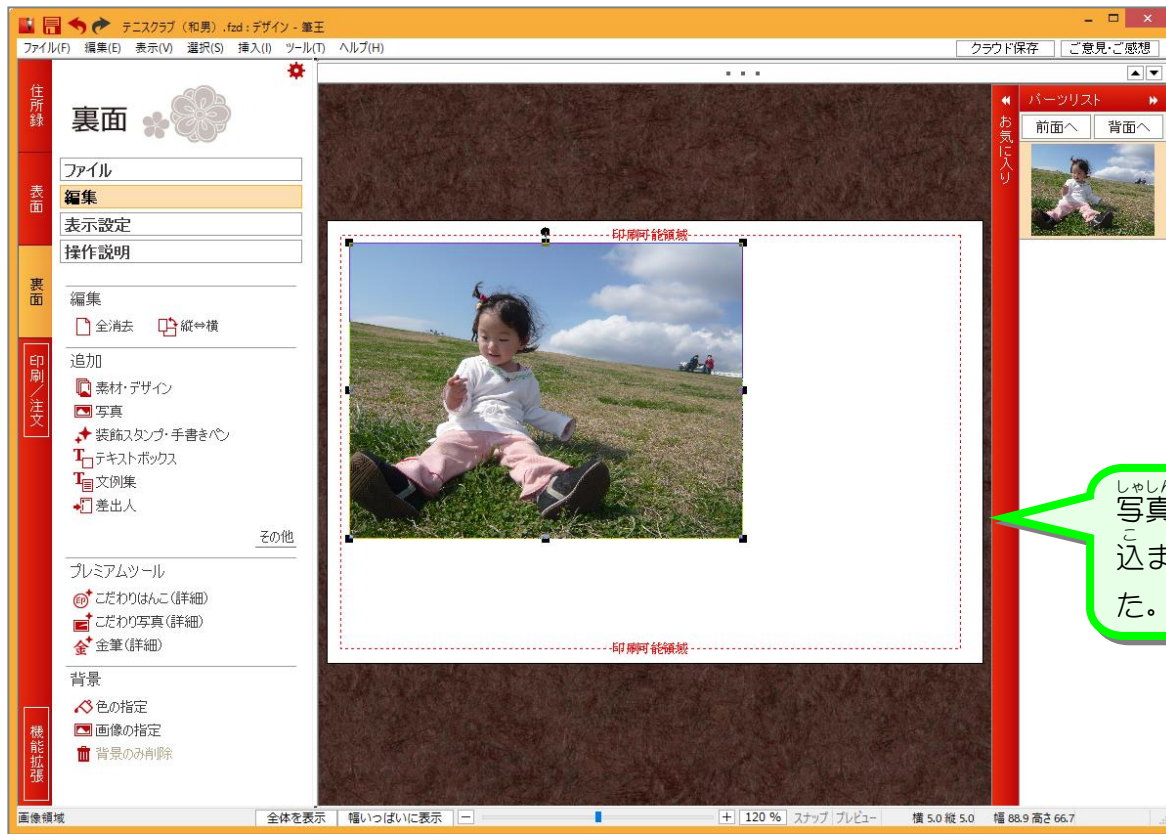 テニスクラブ（和男）.fzd : デザイン - 筆王
ファイル(F) 編集(E) 表示(V) 選択(S) 挿入(I) ツール(T) ヘルプ(H)
クラウド保存 ご意見・ご感想
住所録
表面
裏面
印刷／注文
機能拡張
裏面
ファイル
編集
表示設定
操作説明
編集
全消去 縦⇔横
追加
素材・デザイン
写真
装飾スタンプ・手書きペン
テキストボックス
文例集
差出人
その他
プレミアムツール
こだわりはんこ(詳細)
こだわり写真(詳細)
金筆(詳細)
背景
色の指定
画像の指定
背景のみ削除
印刷可能領域
印刷可能領域
お気に入り
パーツリスト
前面へ 背面へ
しゃしん
写真
こ
込ま
た。
画像領域 全体を表示 幅いっぱいに表示 120 % スナップ プレビュー 横 5.0 縦 5.0 幅 88.9 高さ 66.7